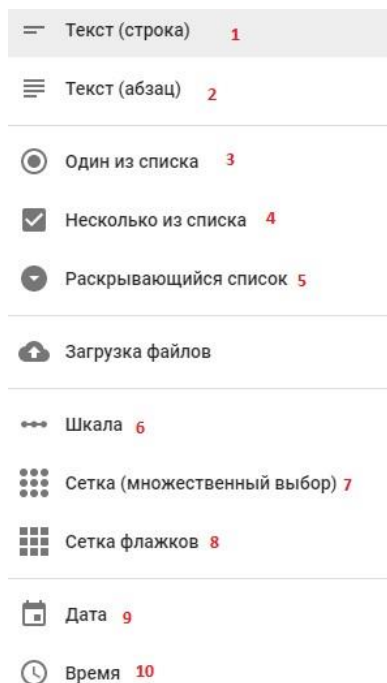 Текст (строка) 1
Текст (абзац) 2
Один из списка 3
Несколько из списка 4
Раскрывающийся список 5
Загрузка файлов
Шкала 6
Сетка (множественный выбор) 7
Сетка флажков 8
Дата 9
Время 10